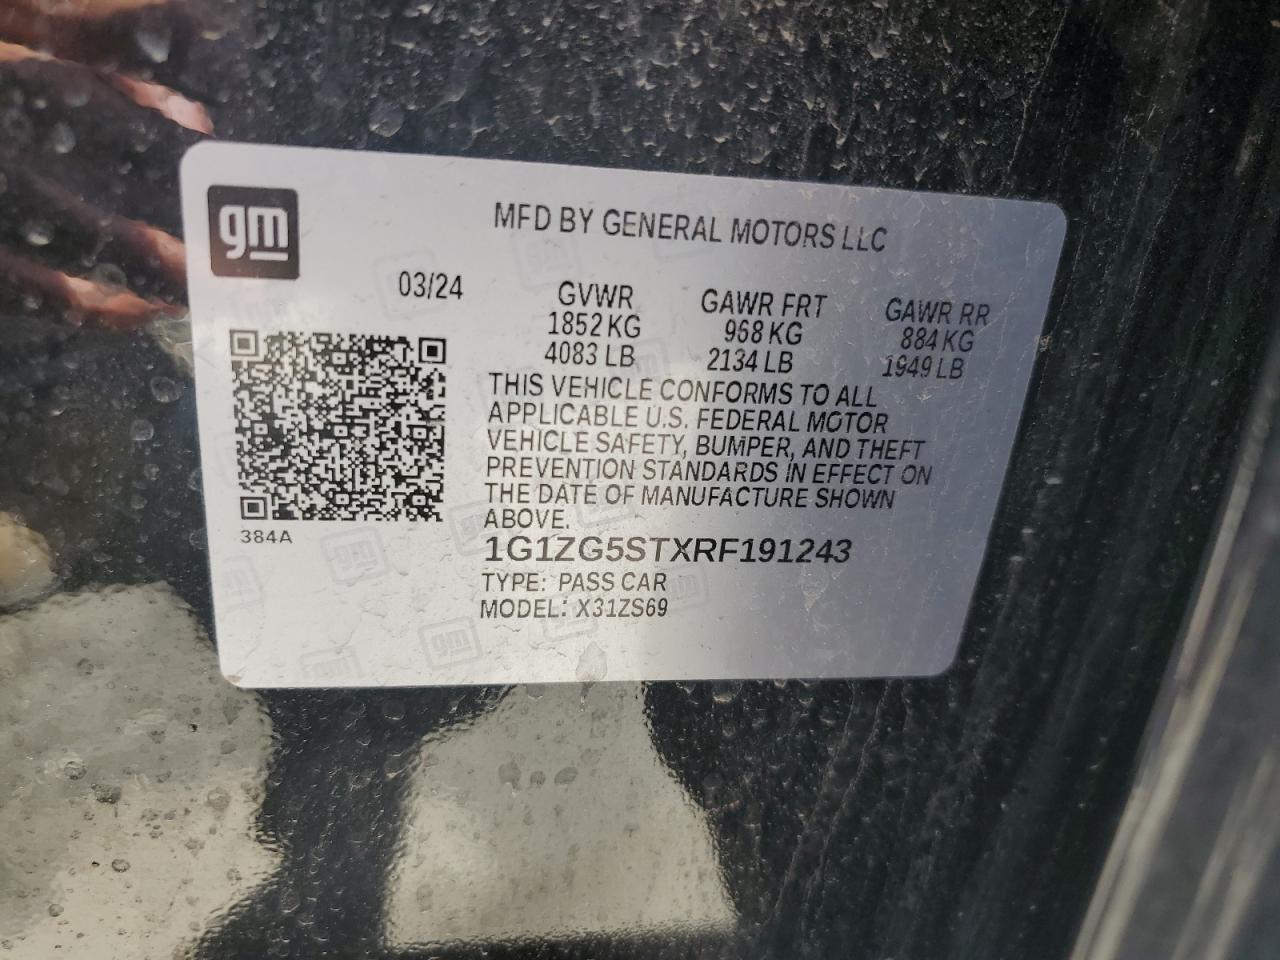 gm
MFD BY GENERAL MOTORS LLC
03/24 GVWR GAWR FRT GAWR RR
1852 KG 968 KG 884 KG
4083 LB 2134 LB 1949 LB
THIS VEHICLE CONFORMS TO ALL
APPLICABLE U.S. FEDERAL MOTOR
VEHICLE SAFETY, BUMPER, AND THEFT
PREVENTION STANDARDS IN EFFECT ON
THE DATE OF MANUFACTURE SHOWN
ABOVE.
384A
1G1ZG5STXRF191243
TYPE: PASS CAR
MODEL: X31ZS69